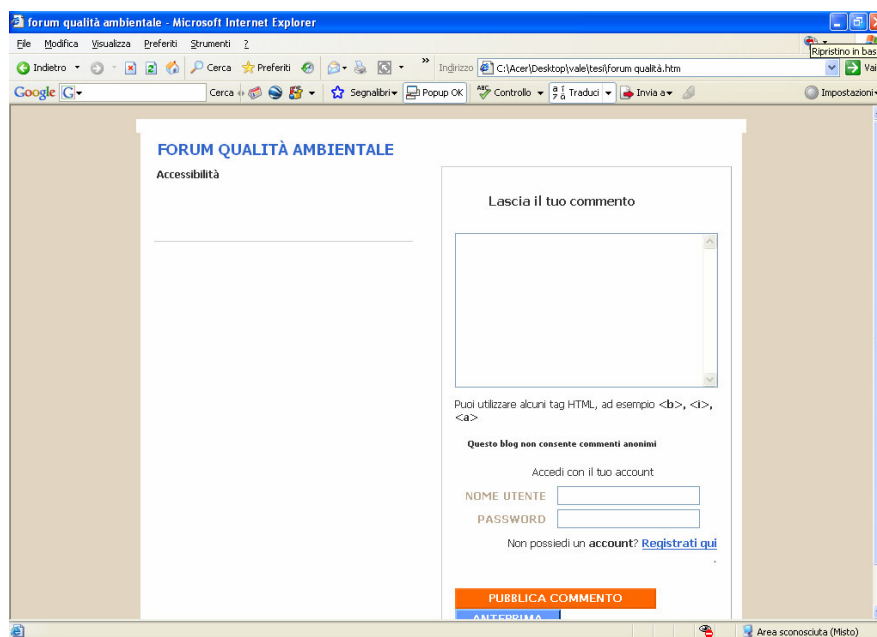 forum qualità ambientale - Microsoft Internet Explorer
File Modifica Visualizza Preferiti Strumenti ?
Ripristino in bas
Indietro Cerca Preferiti » Indirizzo C:\Acer\Desktop\vale\tesi\forum qualità.htm Vai
Google G Cerca Segnalibri Popup OK ABC Controllo Traduci Invia a Impostazioni
FORUM QUALITÀ AMBIENTALE
Accessibilità
Lascia il tuo commento
Puoi utilizzare alcuni tag HTML, ad esempio <b>, <i>,
<a>
Questo blog non consente commenti anonimi
Accedi con il tuo account
NOME UTENTE
PASSWORD
Non possiedi un account? Registrati qui
.
PUBBLICA COMMENTO
ANTEPRIMA
Area sconosciuta (Misto)